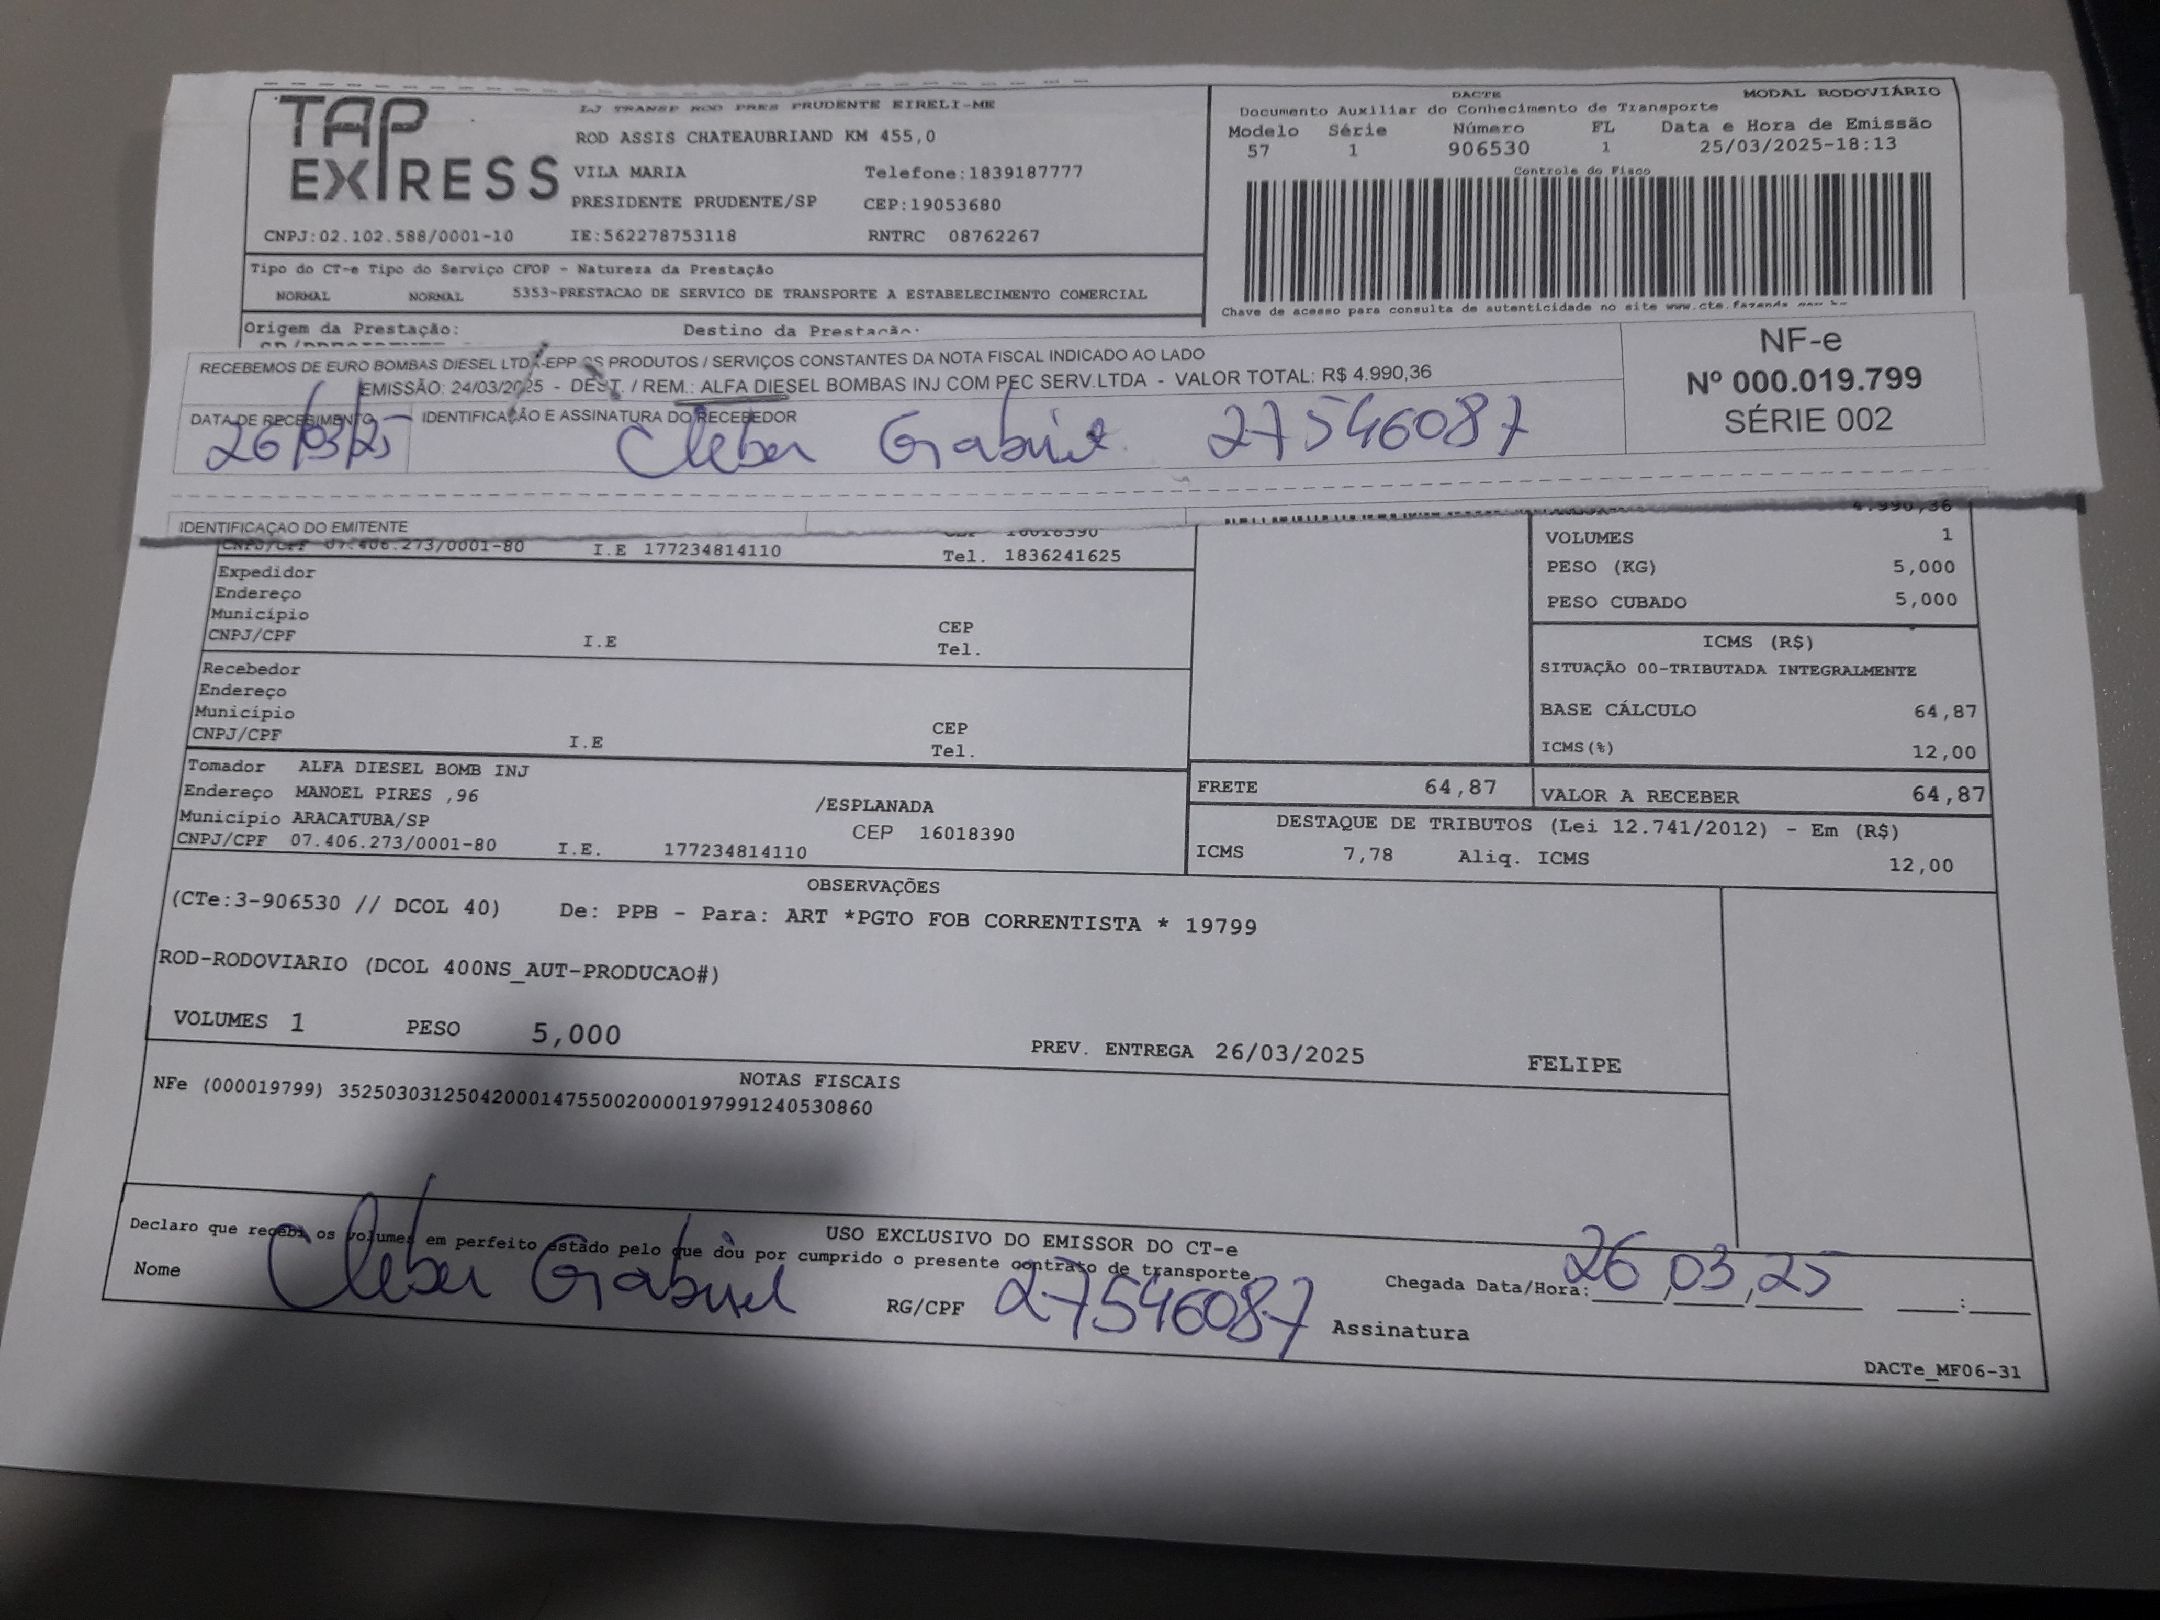 TAP EXPRESS
LJ TRANSP ROD PRES PRUDENTE EIRELI-ME
ROD ASSIS CHATEAUBRIAND KM 455,0
VILA MARIA Telefone:1839187777
PRESIDENTE PRUDENTE/SP CEP:19053680
CNPJ:02.102.588/0001-10 IE:562278753118 RNTRC 08762267
DACTE MODAL RODOVIÁRIO
Documento Auxiliar do Conhecimento de Transporte
Modelo Série Número FL Data e Hora de Emissão
57 1 906530 1 25/03/2025-18:13
Controle do Fisco
Chave de acesso para consulta de autenticidade no site www.cte.fazenda.gov.br
Tipo do CT-e Tipo do Serviço CFOP - Natureza da Prestação
NORMAL NORMAL 5353-PRESTACAO DE SERVICO DE TRANSPORTE A ESTABELECIMENTO COMERCIAL
Origem da Prestação: Destino da Prestação:
RECEBEMOS DE EURO BOMBAS DIESEL LTDA-EPP OS PRODUTOS / SERVIÇOS CONSTANTES DA NOTA FISCAL INDICADO AO LADO
EMISSÃO: 24/03/2025 - DEST. / REM.: ALFA DIESEL BOMBAS INJ COM PEC SERV.LTDA - VALOR TOTAL: R$ 4.990,36
DATA DE RECEBIMENTO IDENTIFICAÇÃO E ASSINATURA DO RECEBEDOR
26/03/25 Cleber Gabriel 27546087
NF-e
Nº 000.019.799
SÉRIE 002
IDENTIFICAÇÃO DO EMITENTE
CEP 16018390
CNPJ/CPF 07.406.273/0001-80 I.E 177234814110 Tel. 1836241625
Expedidor
Endereço
Município CEP
CNPJ/CPF I.E Tel.
Recebedor
Endereço
Município CEP
CNPJ/CPF I.E Tel.
Tomador ALFA DIESEL BOMB INJ
Endereço MANOEL PIRES ,96 /ESPLANADA
Município ARACATUBA/SP CEP 16018390
CNPJ/CPF 07.406.273/0001-80 I.E. 177234814110
4.990,36
VOLUMES 1
PESO (KG) 5,000
PESO CUBADO 5,000
ICMS (R$)
SITUAÇÃO 00-TRIBUTADA INTEGRALMENTE
BASE CÁLCULO 64,87
ICMS(%) 12,00
FRETE 64,87 VALOR A RECEBER 64,87
DESTAQUE DE TRIBUTOS (Lei 12.741/2012) - Em (R$)
ICMS 7,78 Aliq. ICMS 12,00
OBSERVAÇÕES
(CTe:3-906530 // DCOL 40) De: PPB - Para: ART *PGTO FOB CORRENTISTA * 19799
ROD-RODOVIARIO (DCOL 400NS_AUT-PRODUCAO#)
VOLUMES 1 PESO 5,000 PREV. ENTREGA 26/03/2025 FELIPE
NOTAS FISCAIS
NFe (000019799) 35250303125042000147550020000197991240530860
USO EXCLUSIVO DO EMISSOR DO CT-e
Declaro que recebi os volumes em perfeito estado pelo que dou por cumprido o presente contrato de transporte.
Nome Cleber Gabriel RG/CPF 27546087 Assinatura
Chegada Data/Hora: 26/03/25 :
DACTe_MF06-31